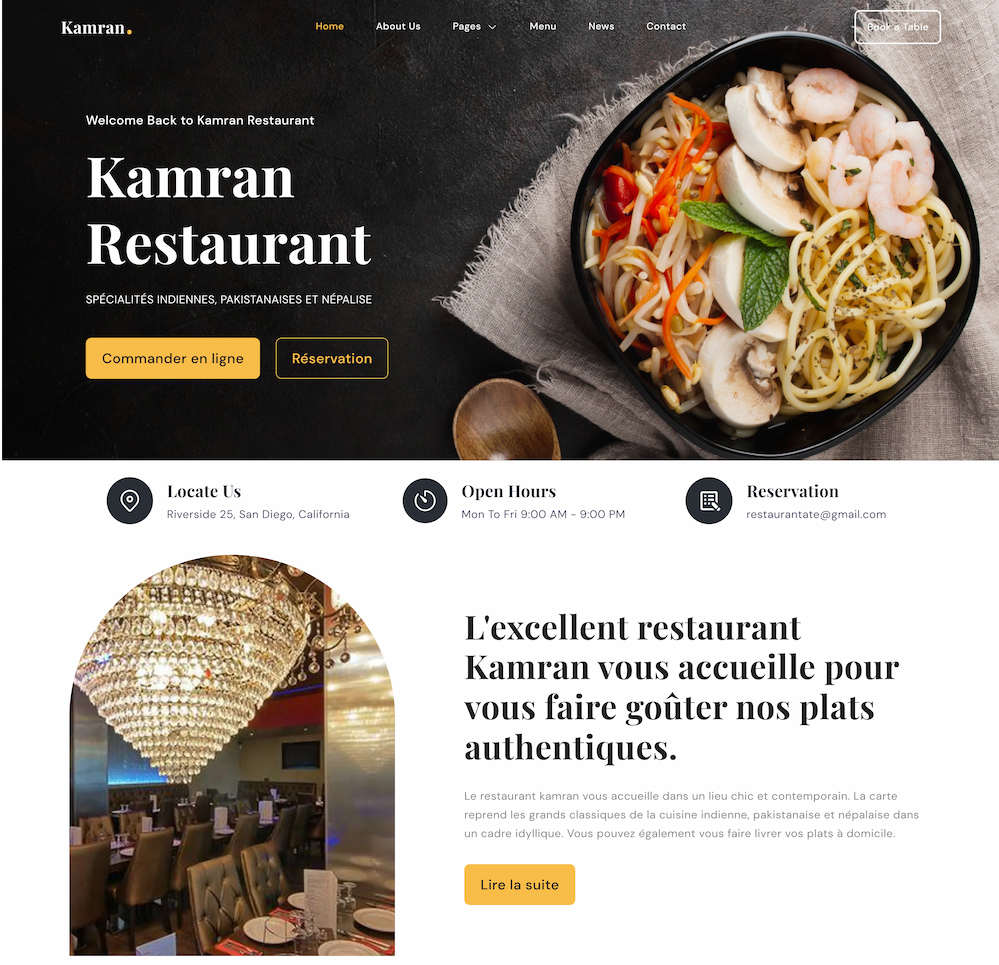 Kamran.
Home About Us Pages Menu News Contact
Book a Table
Welcome Back to Kamran Restaurant
Kamran
Restaurant
SPÉCIALITÉS INDIENNES, PAKISTANAISES ET NÉPALISE
Commander en ligne
Réservation
Locate Us
Riverside 25, San Diego, California
Open Hours
Mon To Fri 9:00 AM - 9:00 PM
Reservation
restaurantate@gmail.com
L'excellent restaurant
Kamran vous accueille pour
vous faire goûter nos plats
authentiques.
Le restaurant kamran vous accueille dans un lieu chic et contemporain. La carte
reprend les grands classiques de la cuisine indienne, pakistanaise et népalaise dans
un cadre idyllique. Vous pouvez également vous faire livrer vos plats à domicile.
Lire la suite